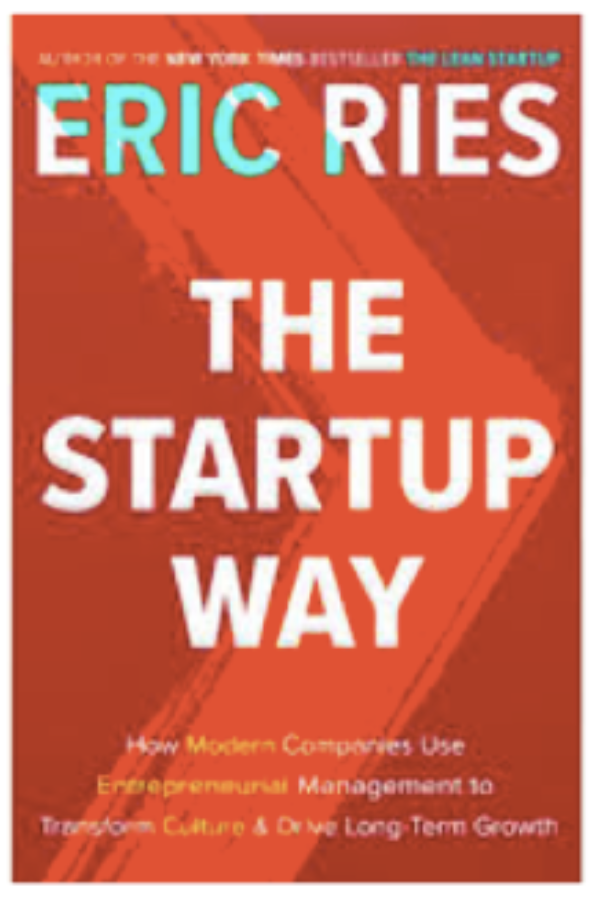 AUTHOR OF THE NEW YORK TIMES BESTSELLER THE LEAN STARTUP
ERIC RIES
THE
STARTUP
WAY
How Modern Companies Use
Entrepreneurial Management to
Transform Culture & Drive Long-Term Growth